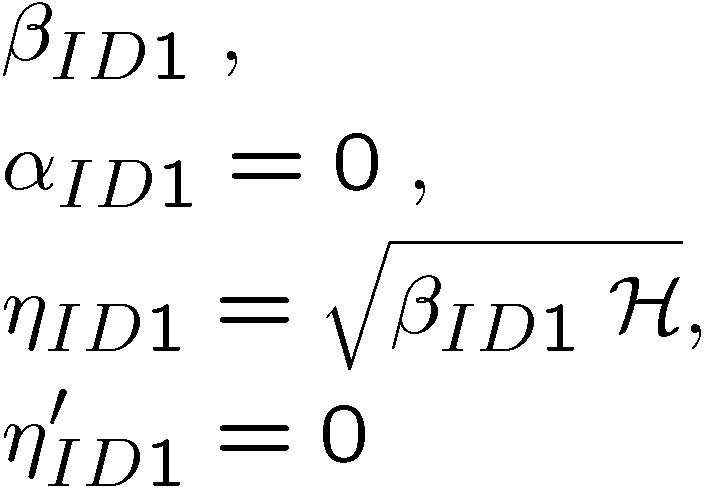 β_{ID1} ,
α_{ID1} = 0 ,
η_{ID1} = √(β_{ID1} ℋ),
η′_{ID1} = 0